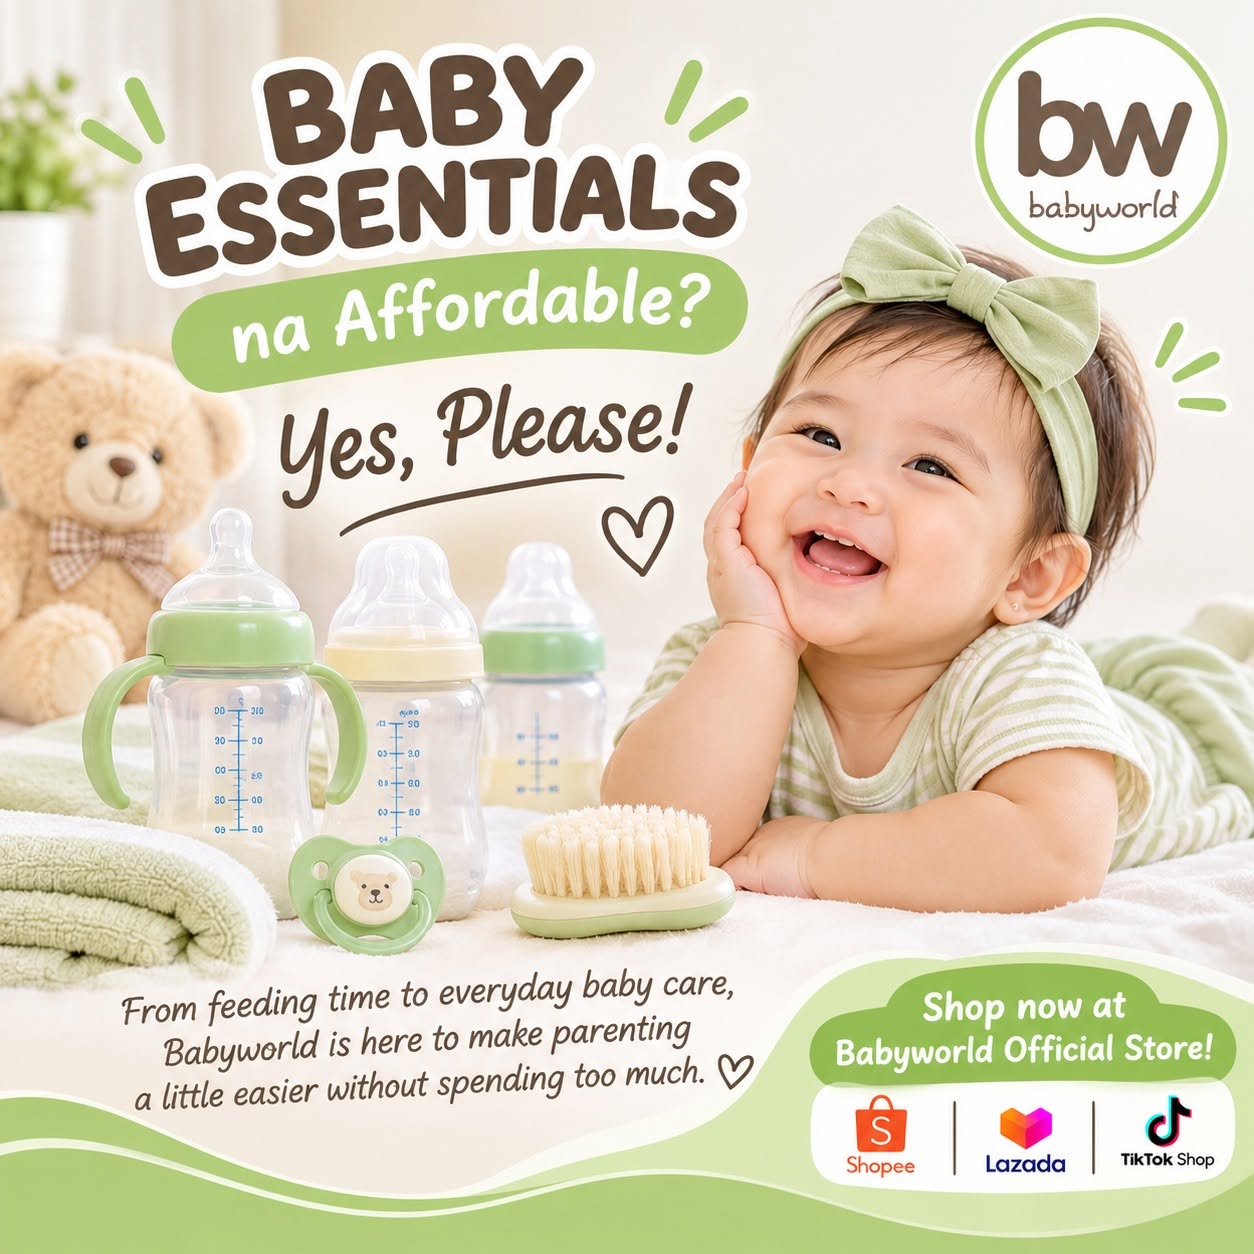 BABY
ESSENTIALS
na Affordable?
Yes, Please!
bw
babyworld
From feeding time to everyday baby care,
Babyworld is here to make parenting
a little easier without spending too much.
Shop now at
Babyworld Official Store!
S
Shopee
Lazada
TikTok Shop